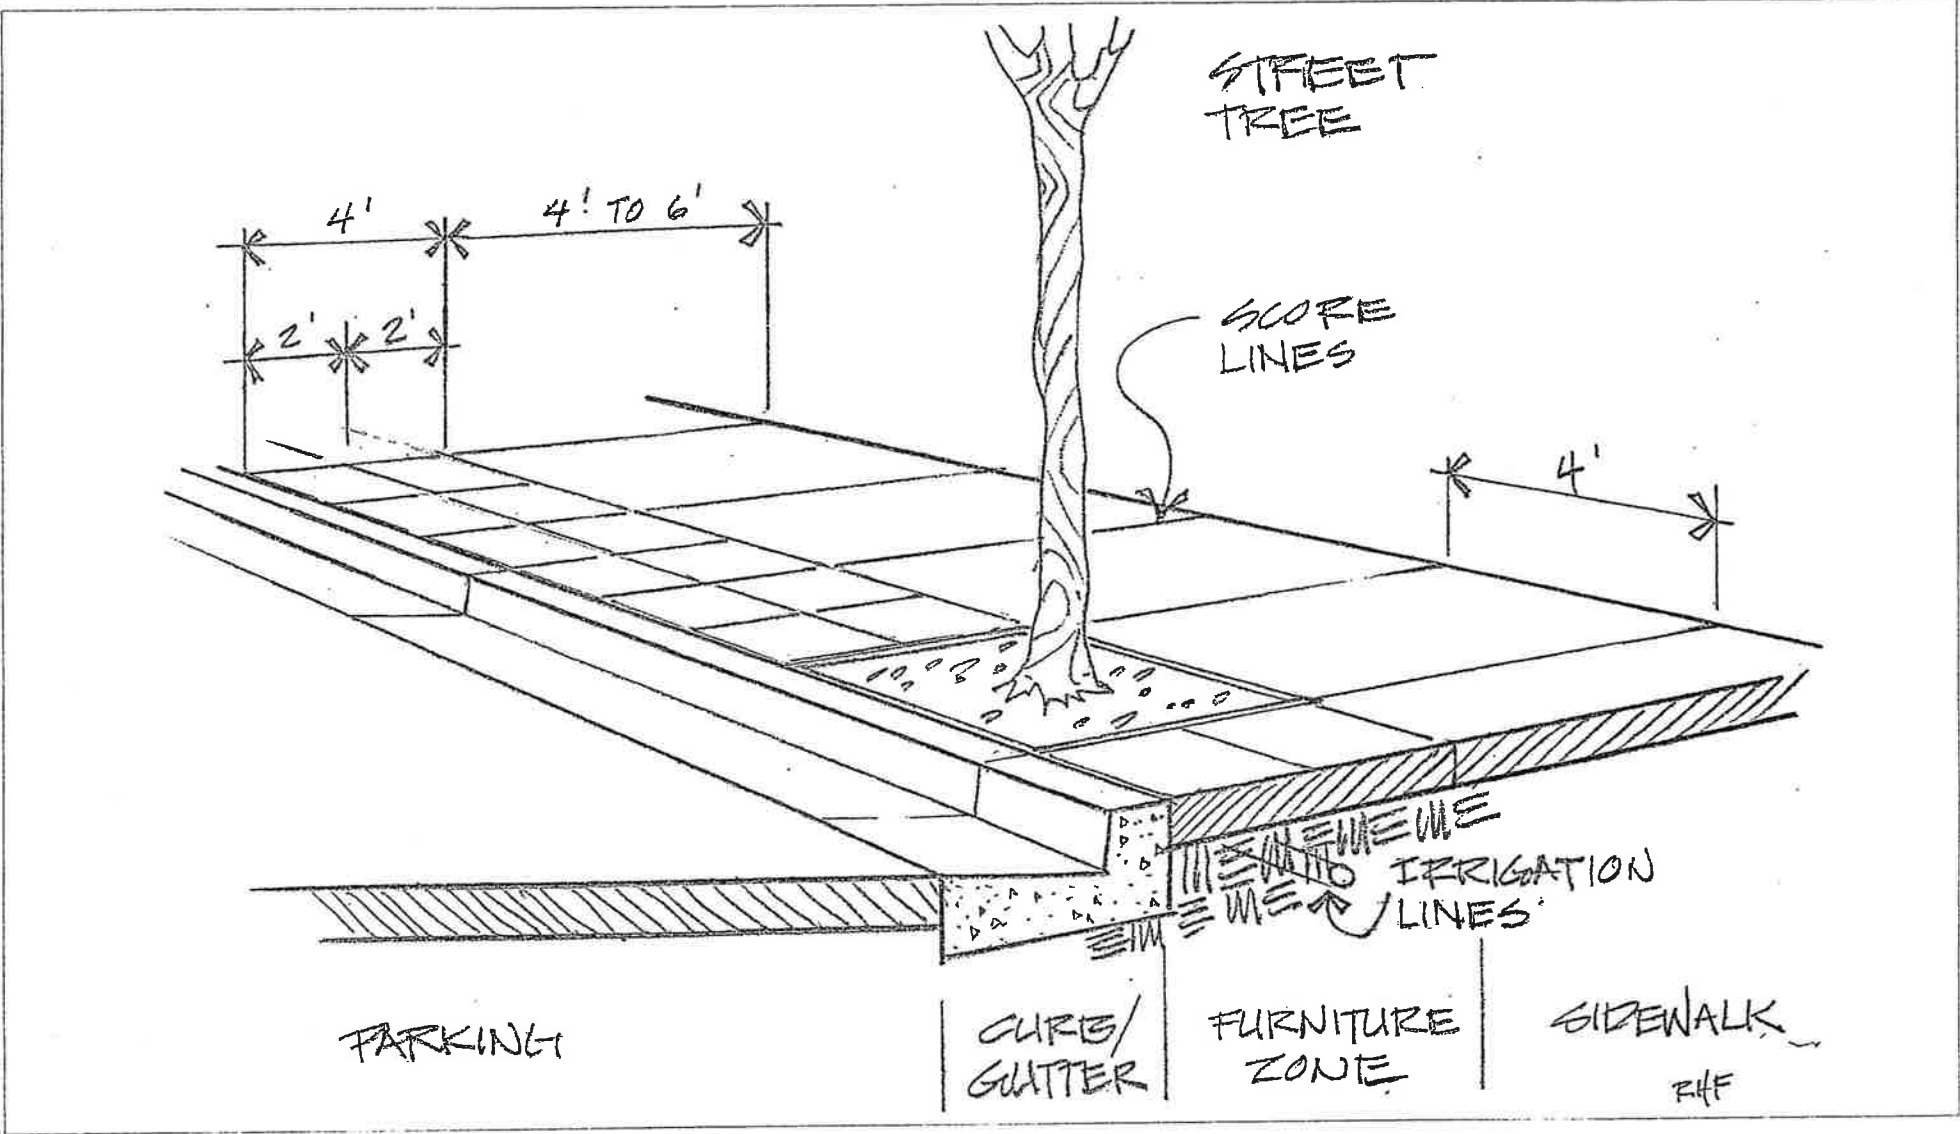 STREET
TREE
4' 4' TO 6'
2' 2'
SCORE
LINES
4'
IRRIGATION
LINES
PARKING
CURB/
GUTTER
FURNITURE
ZONE
SIDEWALK
RHF